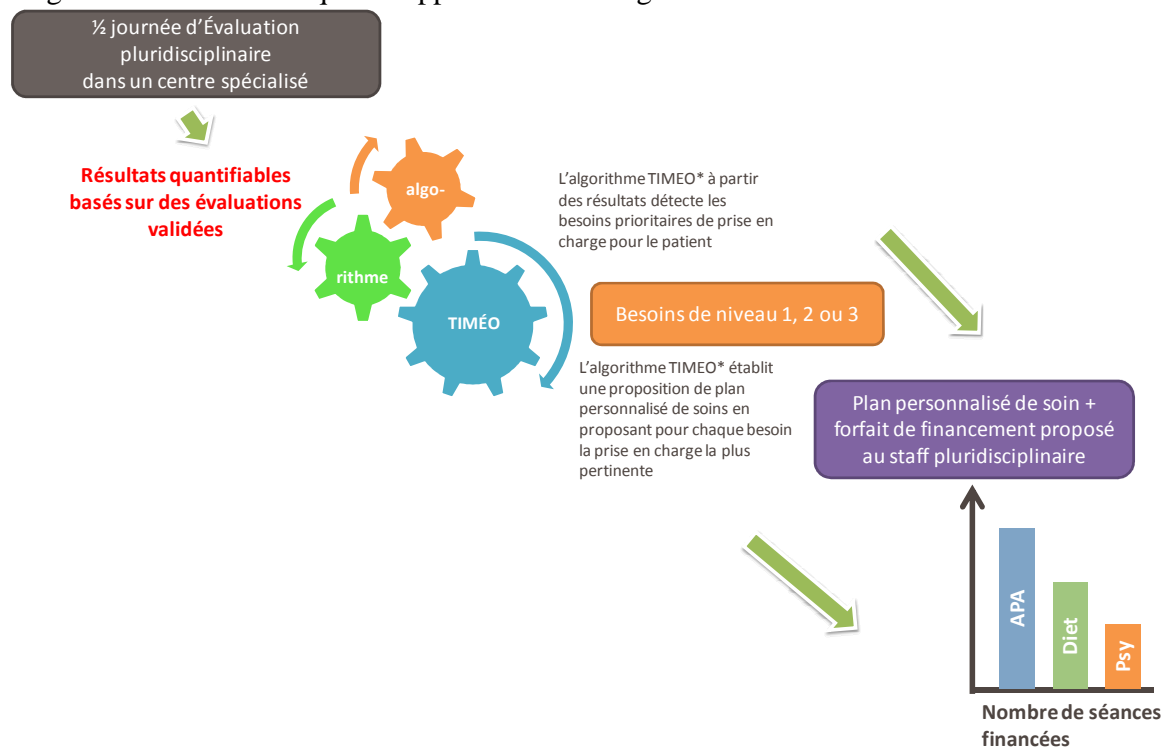 ½ journée d’Évaluation
pluridisciplinaire
dans un centre spécialisé
Résultats quantifiables
basés sur des évaluations
validées
algo-
rithme
TIMÉO
L’algorithme TIMEO* à partir
des résultats détecte les
besoins prioritaires de prise en
charge pour le patient
Besoins de niveau 1, 2 ou 3
L’algorithme TIMEO* établit
une proposition de plan
personnalisé de soins en
proposant pour chaque besoin
la prise en charge la plus
pertinente
Plan personnalisé de soin +
forfait de financement proposé
au staff pluridisciplinaire
APA
Diet
Psy
Nombre de séances
financées